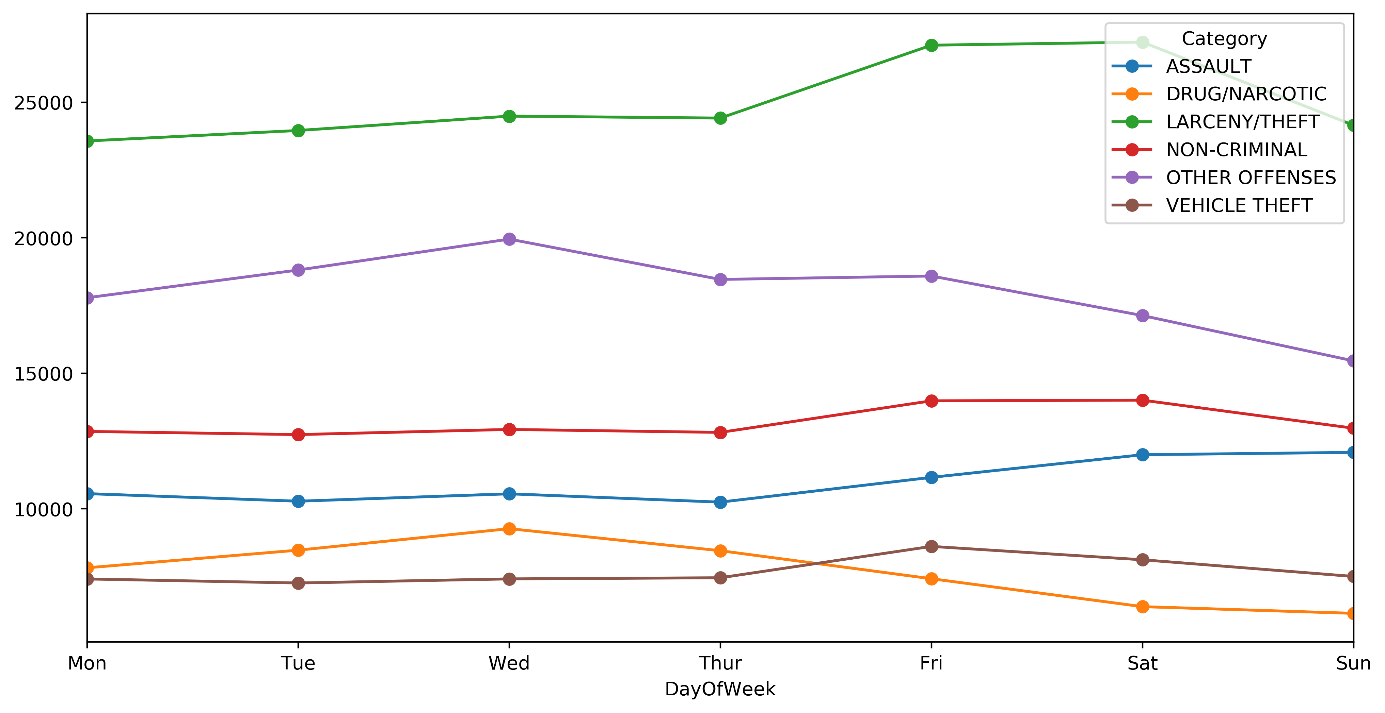 Category
ASSAULT
DRUG/NARCOTIC
LARCENY/THEFT
NON-CRIMINAL
OTHER OFFENSES
VEHICLE THEFT
25000
20000
15000
10000
Mon Tue Wed Thur Fri Sat Sun
DayOfWeek